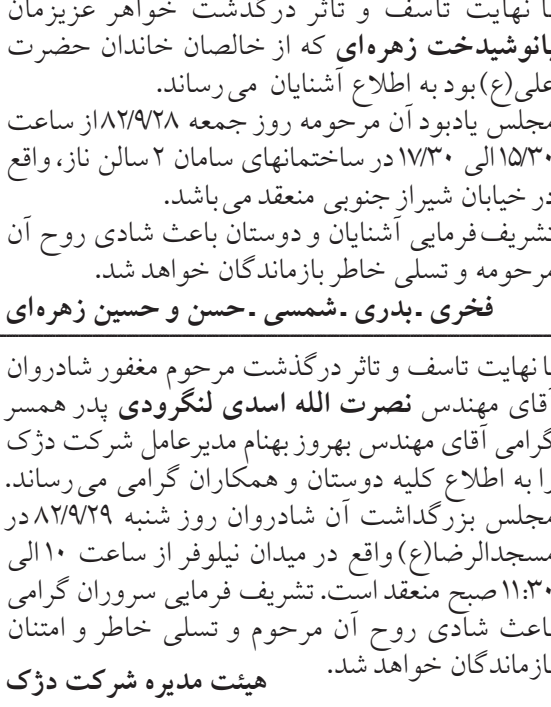 با نهایت تاسف و تاثر درگذشت خواهر عزیزمان
بانوشیدخت زهره‌ای که از خالصان خاندان حضرت
علی(ع) بود به اطلاع آشنایان می‌رساند.
مجلس یادبود آن مرحومه روز جمعه ۸۲/۹/۲۸از ساعت
۱۵/۳۰الی ۱۷/۳۰ در ساختمانهای سامان ۲ سالن ناز، واقع
در خیابان شیراز جنوبی منعقد می‌باشد.
تشریف‌فرمایی آشنایان و دوستان باعث شادی روح آن
مرحومه و تسلی خاطر بازماندگان خواهد شد.
فخری ـ بدری ـ شمسی ـ حسن و حسین زهره‌ای
با نهایت تاسف و تاثر درگذشت مرحوم مغفور شادروان
آقای مهندس نصرت الله اسدی لنگرودی پدر همسر
گرامی آقای مهندس بهروز بهنام مدیرعامل شرکت دژک
را به اطلاع کلیه دوستان و همکاران گرامی می‌رساند.
مجلس بزرگداشت آن شادروان روز شنبه ۸۲/۹/۲۹ در
مسجدالرضا(ع) واقع در میدان نیلوفر از ساعت ۱۰ الی
۱۱:۳۰ صبح منعقد است. تشریف فرمایی سروران گرامی
باعث شادی روح آن مرحوم و تسلی خاطر و امتنان
بازماندگان خواهد شد.
هیئت مدیره شرکت دژک